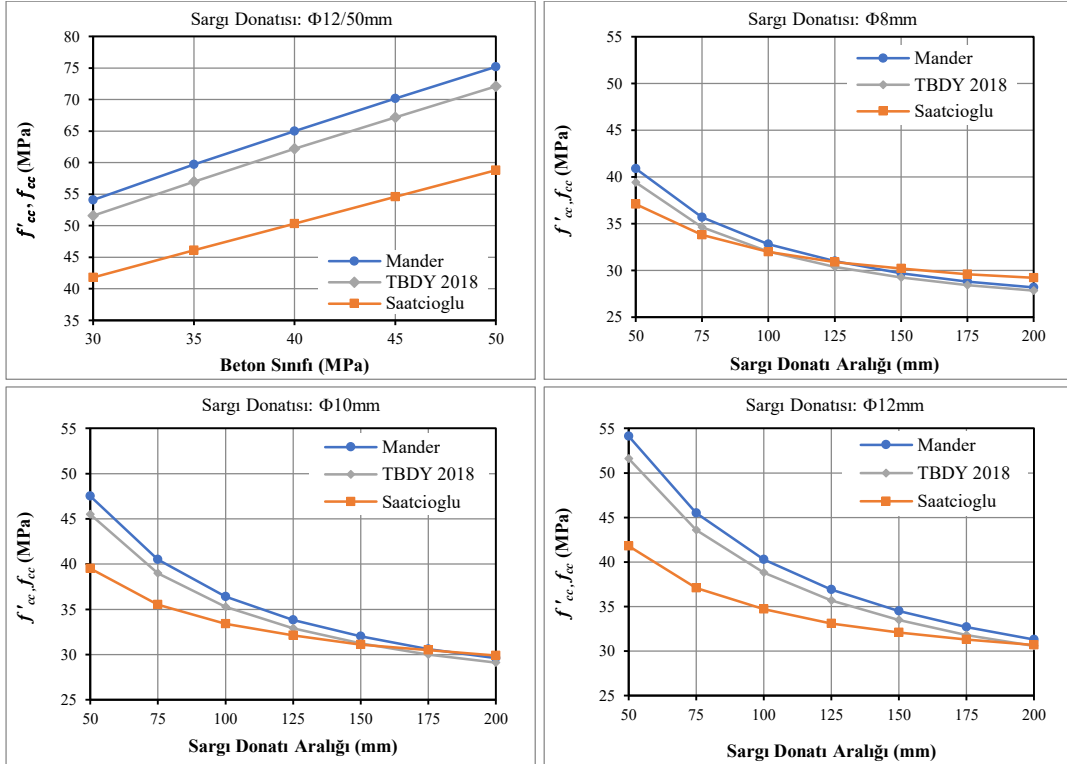 Sargı Donatısı: Φ12/50mm
80
75
70
65
60
55
50
45
40
35
f'cc, fcc (MPa)
Mander
TBDY 2018
Saatcioglu
30 35 40 45 50
Beton Sınıfı (MPa)
Sargı Donatısı: Φ8mm
55
50
45
40
35
30
25
f'cc,fcc (MPa)
Mander
TBDY 2018
Saatcioglu
50 75 100 125 150 175 200
Sargı Donatı Aralığı (mm)
Sargı Donatısı: Φ10mm
55
50
45
40
35
30
25
f'cc,fcc (MPa)
Mander
TBDY 2018
Saatcioglu
50 75 100 125 150 175 200
Sargı Donatı Aralığı (mm)
Sargı Donatısı: Φ12mm
55
50
45
40
35
30
25
f'cc,fcc (MPa)
Mander
TBDY 2018
Saatcioglu
50 75 100 125 150 175 200
Sargı Donatı Aralığı (mm)